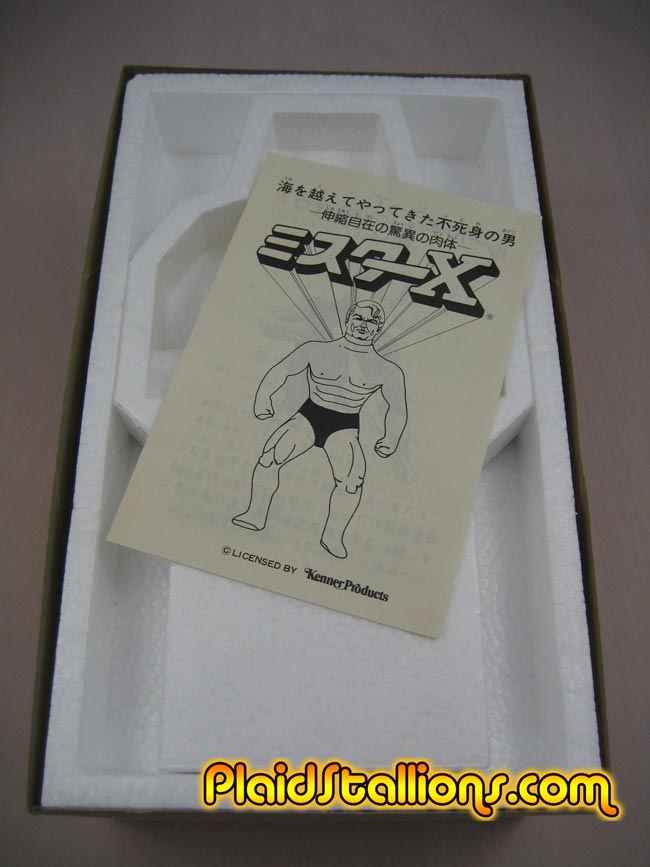 海を越えてやってきた不死身の男
―伸縮自在の驚異の肉体―
ミスターX®
©LICENSED BY Kenner Products
PlaidStallions.com